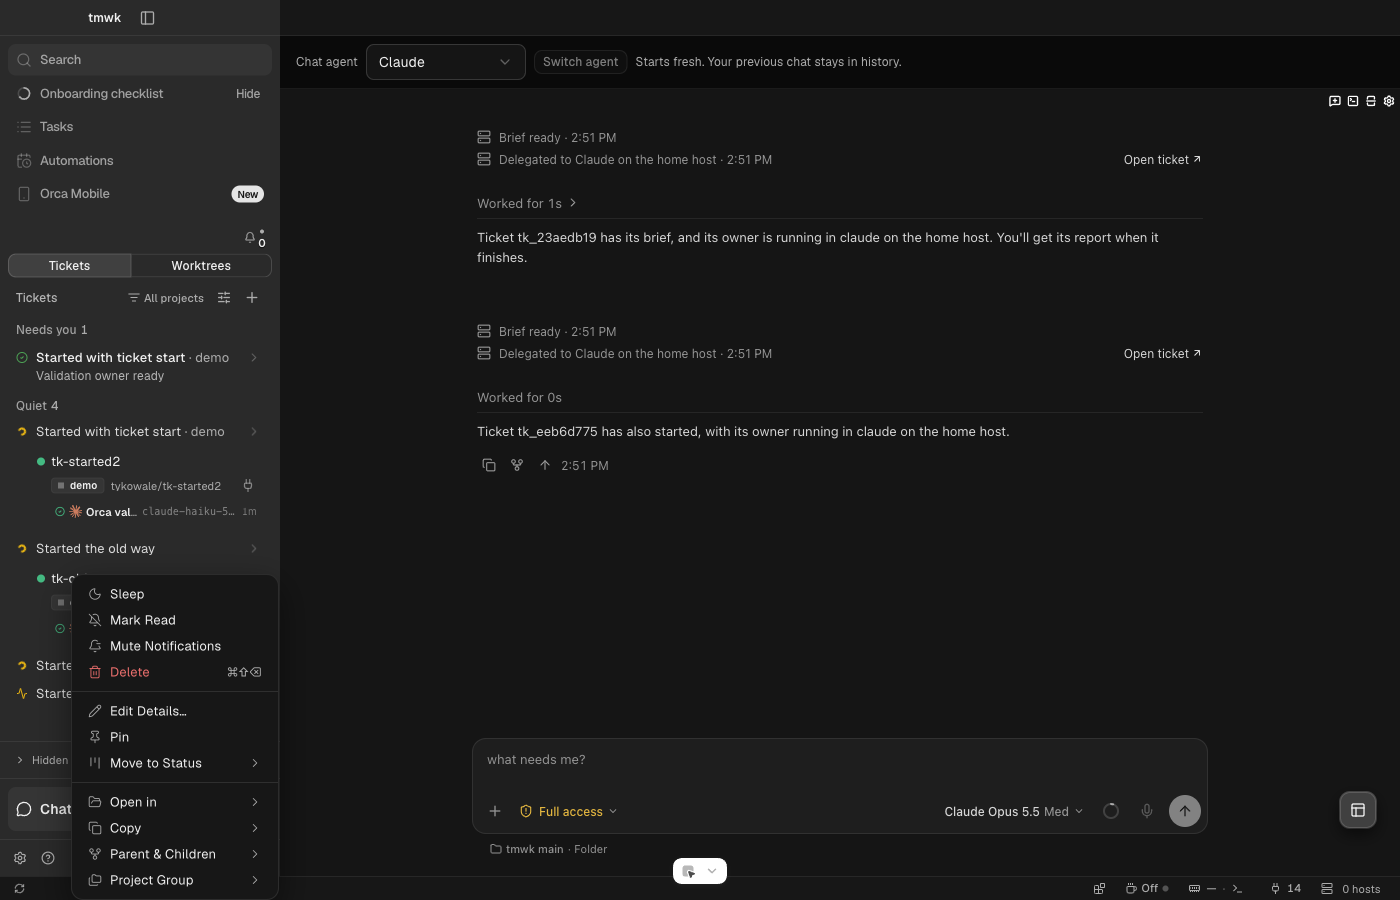 tmwk
Search
Onboarding checklist Hide
Tasks
Automations
Orca Mobile New
0
Tickets Worktrees
Tickets All projects
Needs you 1
Started with ticket start · demo
Validation owner ready
Quiet 4
Started with ticket start · demo
tk-started2
demo tykowale/tk-started2
Orca val… claude-haiku-5… 1m
Started the old way
Hidden
Chat
Sleep
Mark Read
Mute Notifications
Delete ⌘⇧⌫
Edit Details…
Pin
Move to Status
Open in
Copy
Parent & Children
Project Group
Chat agent Claude Switch agent Starts fresh. Your previous chat stays in history.
Brief ready · 2:51 PM
Delegated to Claude on the home host · 2:51 PM Open ticket
Worked for 1s
Ticket tk_23aedb19 has its brief, and its owner is running in claude on the home host. You'll get its report when it
finishes.
Brief ready · 2:51 PM
Delegated to Claude on the home host · 2:51 PM Open ticket
Worked for 0s
Ticket tk_eeb6d775 has also started, with its owner running in claude on the home host.
2:51 PM
what needs me?
Full access Claude Opus 5.5 Med
tmwk main · Folder
Off — · 14 0 hosts